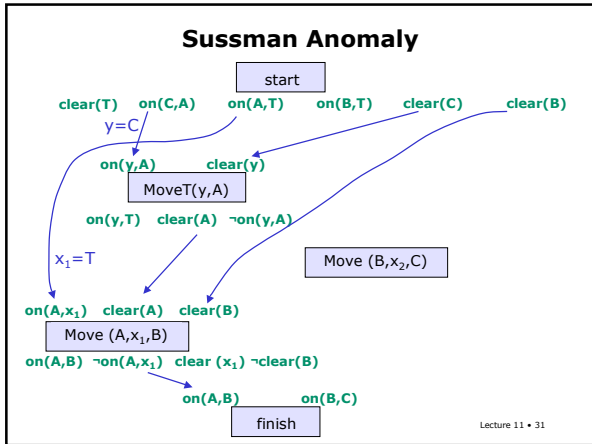 Sussman Anomaly
start
clear(T) on(C,A) on(A,T) on(B,T) clear(C) clear(B)
y=C
on(y,A) clear(y)
MoveT(y,A)
on(y,T) clear(A) ¬on(y,A)
x₁=T
Move (B,x₂,C)
on(A,x₁) clear(A) clear(B)
Move (A,x₁,B)
on(A,B) ¬on(A,x₁) clear (x₁) ¬clear(B)
on(A,B) on(B,C)
finish
Lecture 11 • 31